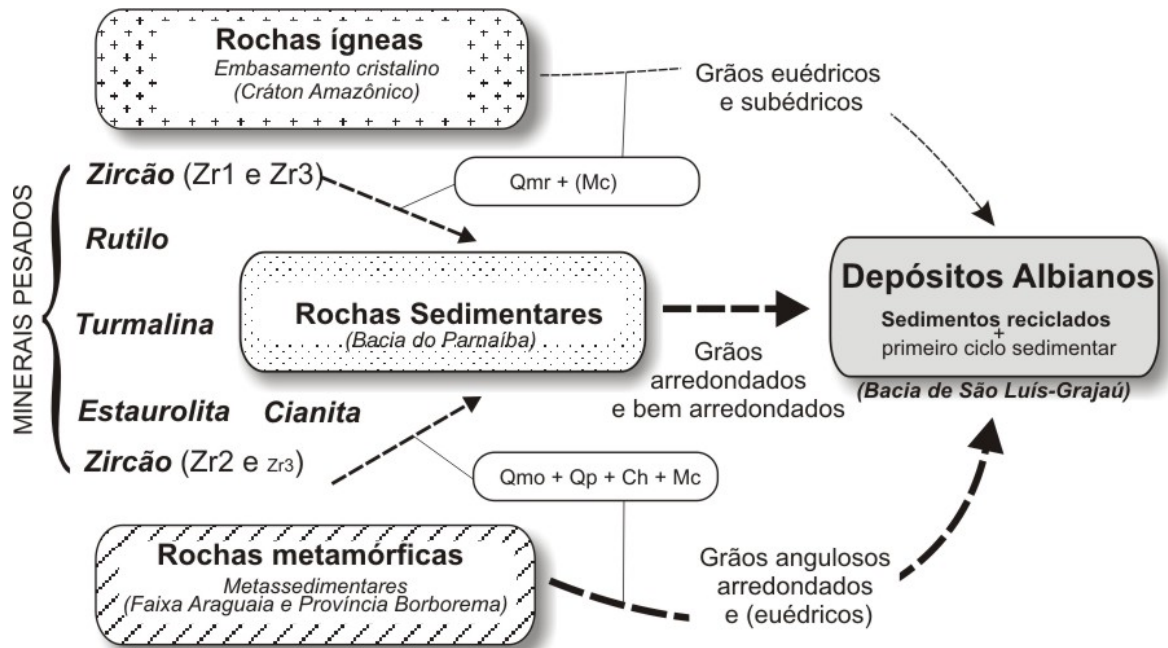 Rochas ígneas
Embasamento cristalino
(Cráton Amazônico)
Grãos euédricos
e subédricos
MINERAIS PESADOS
Zircão (Zr1 e Zr3)
Qmr + (Mc)
Rutilo
Turmalina
Rochas Sedimentares
(Bacia do Parnaíba)
Grãos
arredondados
e bem arredondados
Depósitos Albianos
Sedimentos reciclados
+
primeiro ciclo sedimentar
(Bacia de São Luís-Grajaú)
Estaurolita Cianita
Zircão (Zr2 e Zr3)
Qmo + Qp + Ch + Mc
Rochas metamórficas
Metassedimentares
(Faixa Araguaia e Província Borborema)
Grãos angulosos
arredondados
e (euédricos)